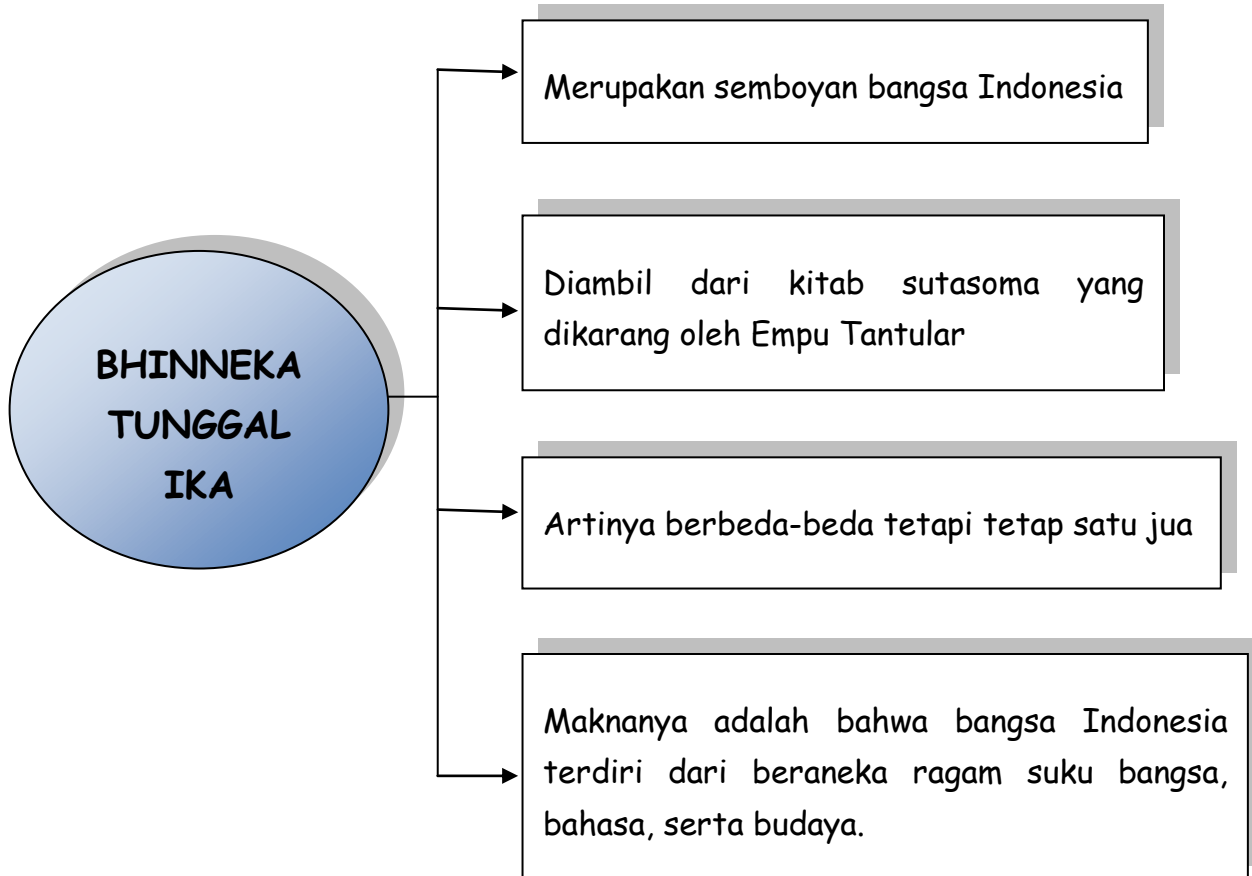 BHINNEKA
TUNGGAL
IKA
Merupakan semboyan bangsa Indonesia
Diambil dari kitab sutasoma yang
dikarang oleh Empu Tantular
Artinya berbeda-beda tetapi tetap satu jua
Maknanya adalah bahwa bangsa Indonesia
terdiri dari beraneka ragam suku bangsa,
bahasa, serta budaya.